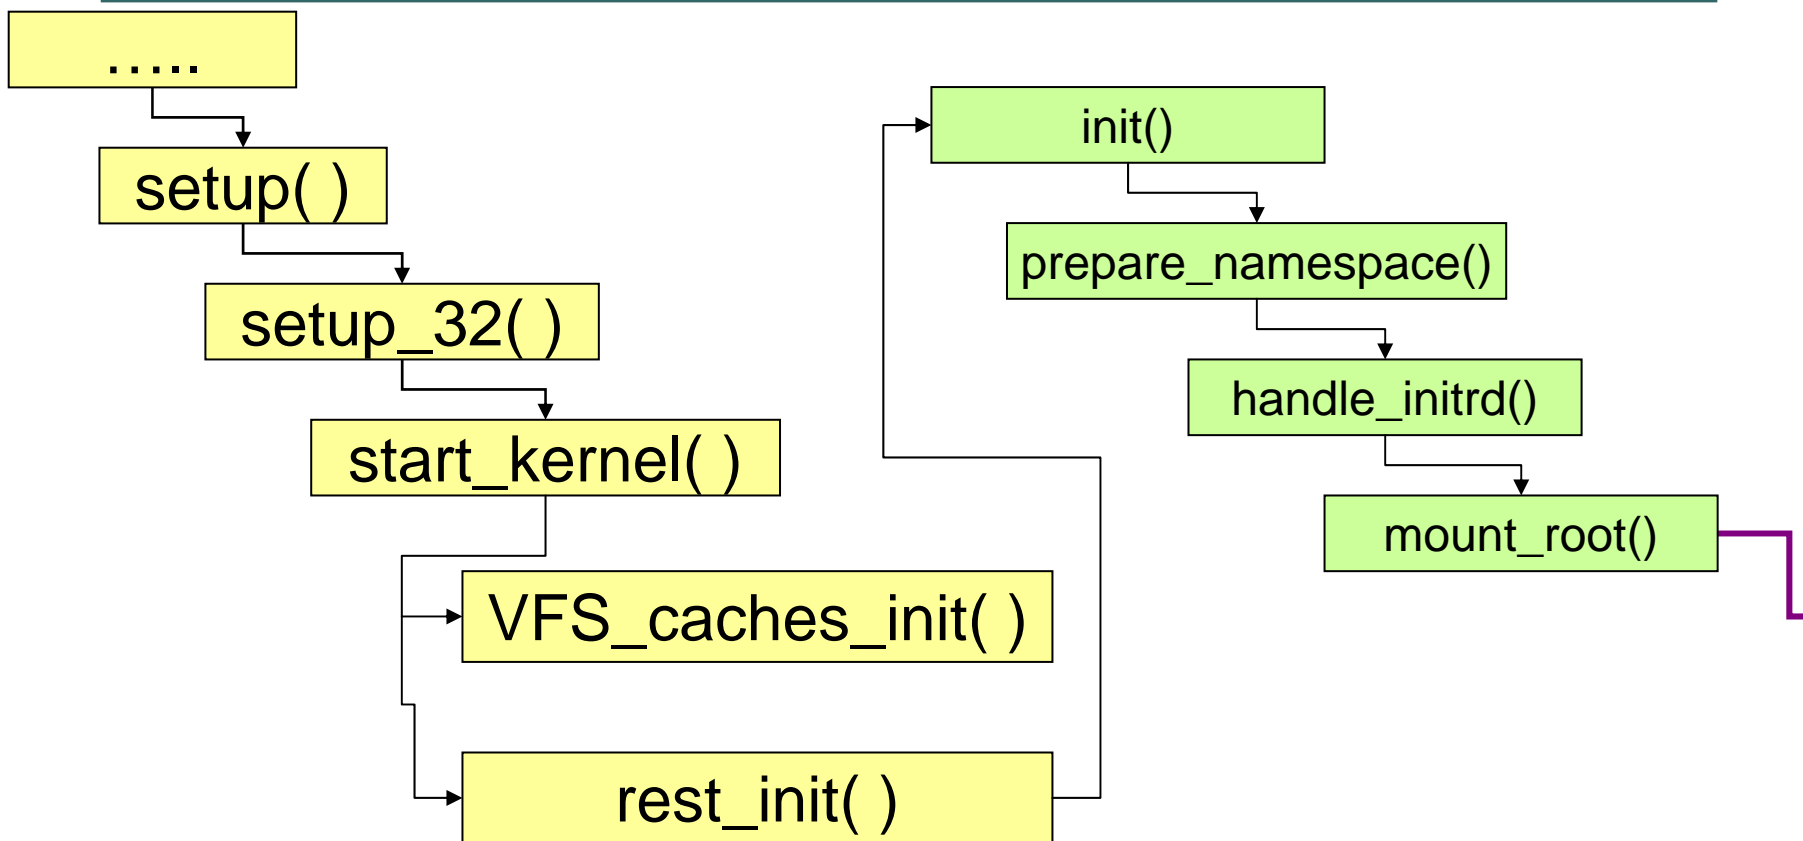 .....
setup( )
setup_32( )
start_kernel( )
VFS_caches_init( )
rest_init( )
init()
prepare_namespace()
handle_initrd()
mount_root()